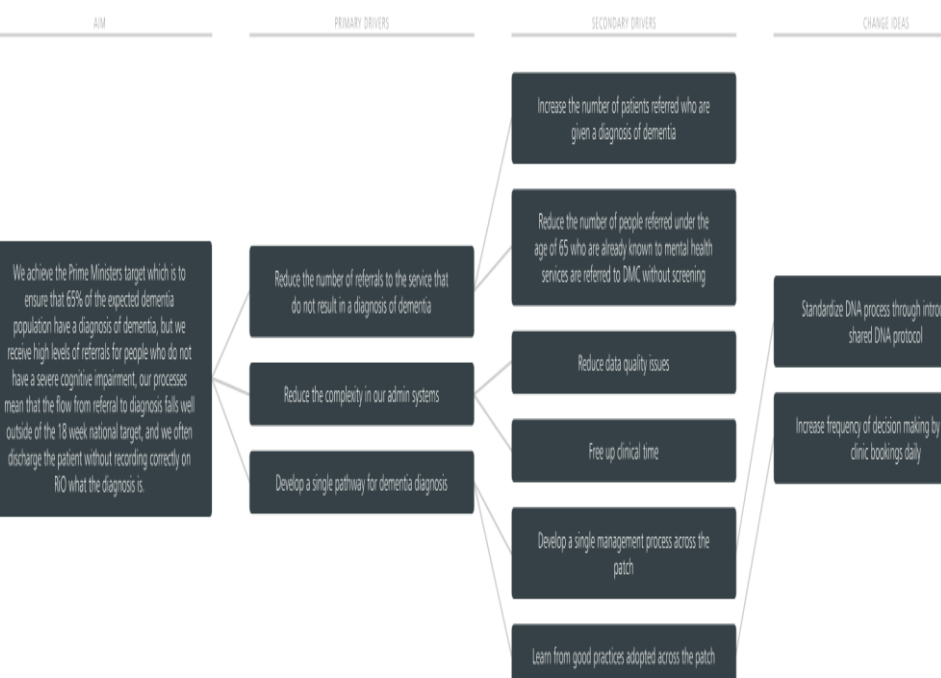 AIM
PRIMARY DRIVERS
SECONDARY DRIVERS
CHANGE IDEAS
We achieve the Prime Ministers target which is to
ensure that 65% of the expected dementia
population have a diagnosis of dementia, but we
receive high levels of referrals for people who do not
have a severe cognitive impairment, our processes
mean that the flow from referral to diagnosis falls well
outside of the 18 week national target, and we often
discharge the patient without recording correctly on
RiO what the diagnosis is.
Reduce the number of referrals to the service that
do not result in a diagnosis of dementia
Reduce the complexity in our admin systems
Develop a single pathway for dementia diagnosis
Increase the number of patients referred who are
given a diagnosis of dementia
Reduce the number of people referred under the
age of 65 who are already known to mental health
services are referred to DMC without screening
Reduce data quality issues
Free up clinical time
Develop a single management process across the
patch
Learn from good practices adopted across the patch
Standardize DNA process through
shared DNA protocol
Increase frequency of decision making by
clinic bookings daily